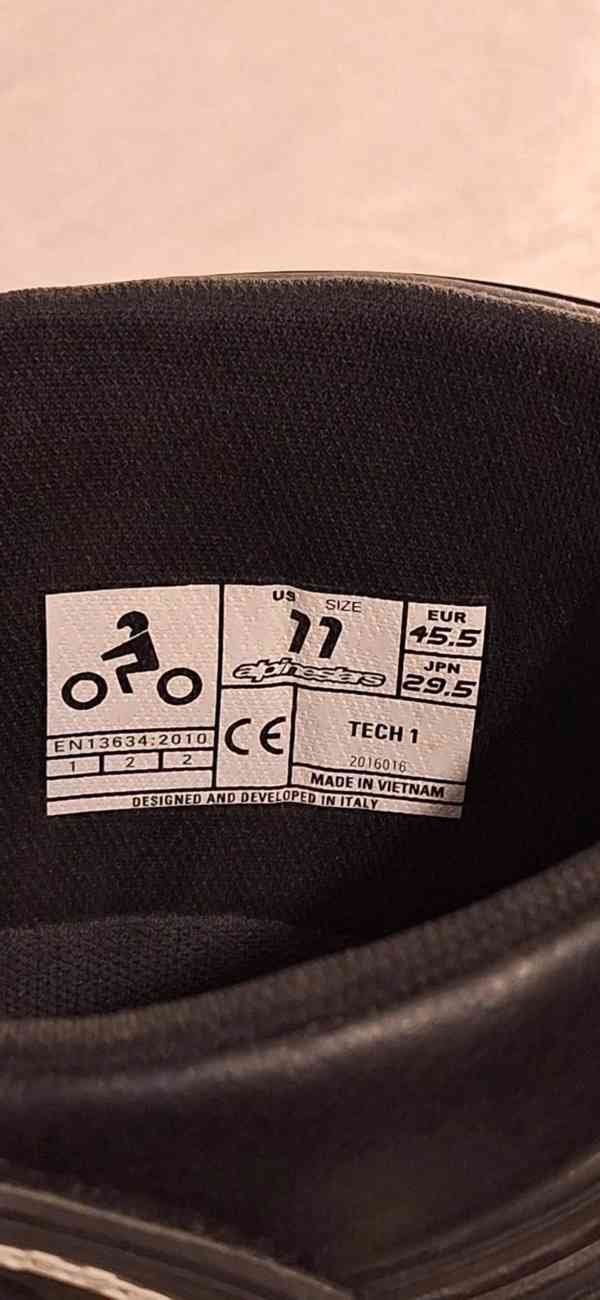 US SIZE
11
alpinestars
EUR
45.5
JPN
29.5
EN13634:2010
1 2 2
CE
TECH 1
2016016
MADE IN VIETNAM
DESIGNED AND DEVELOPED IN ITALY